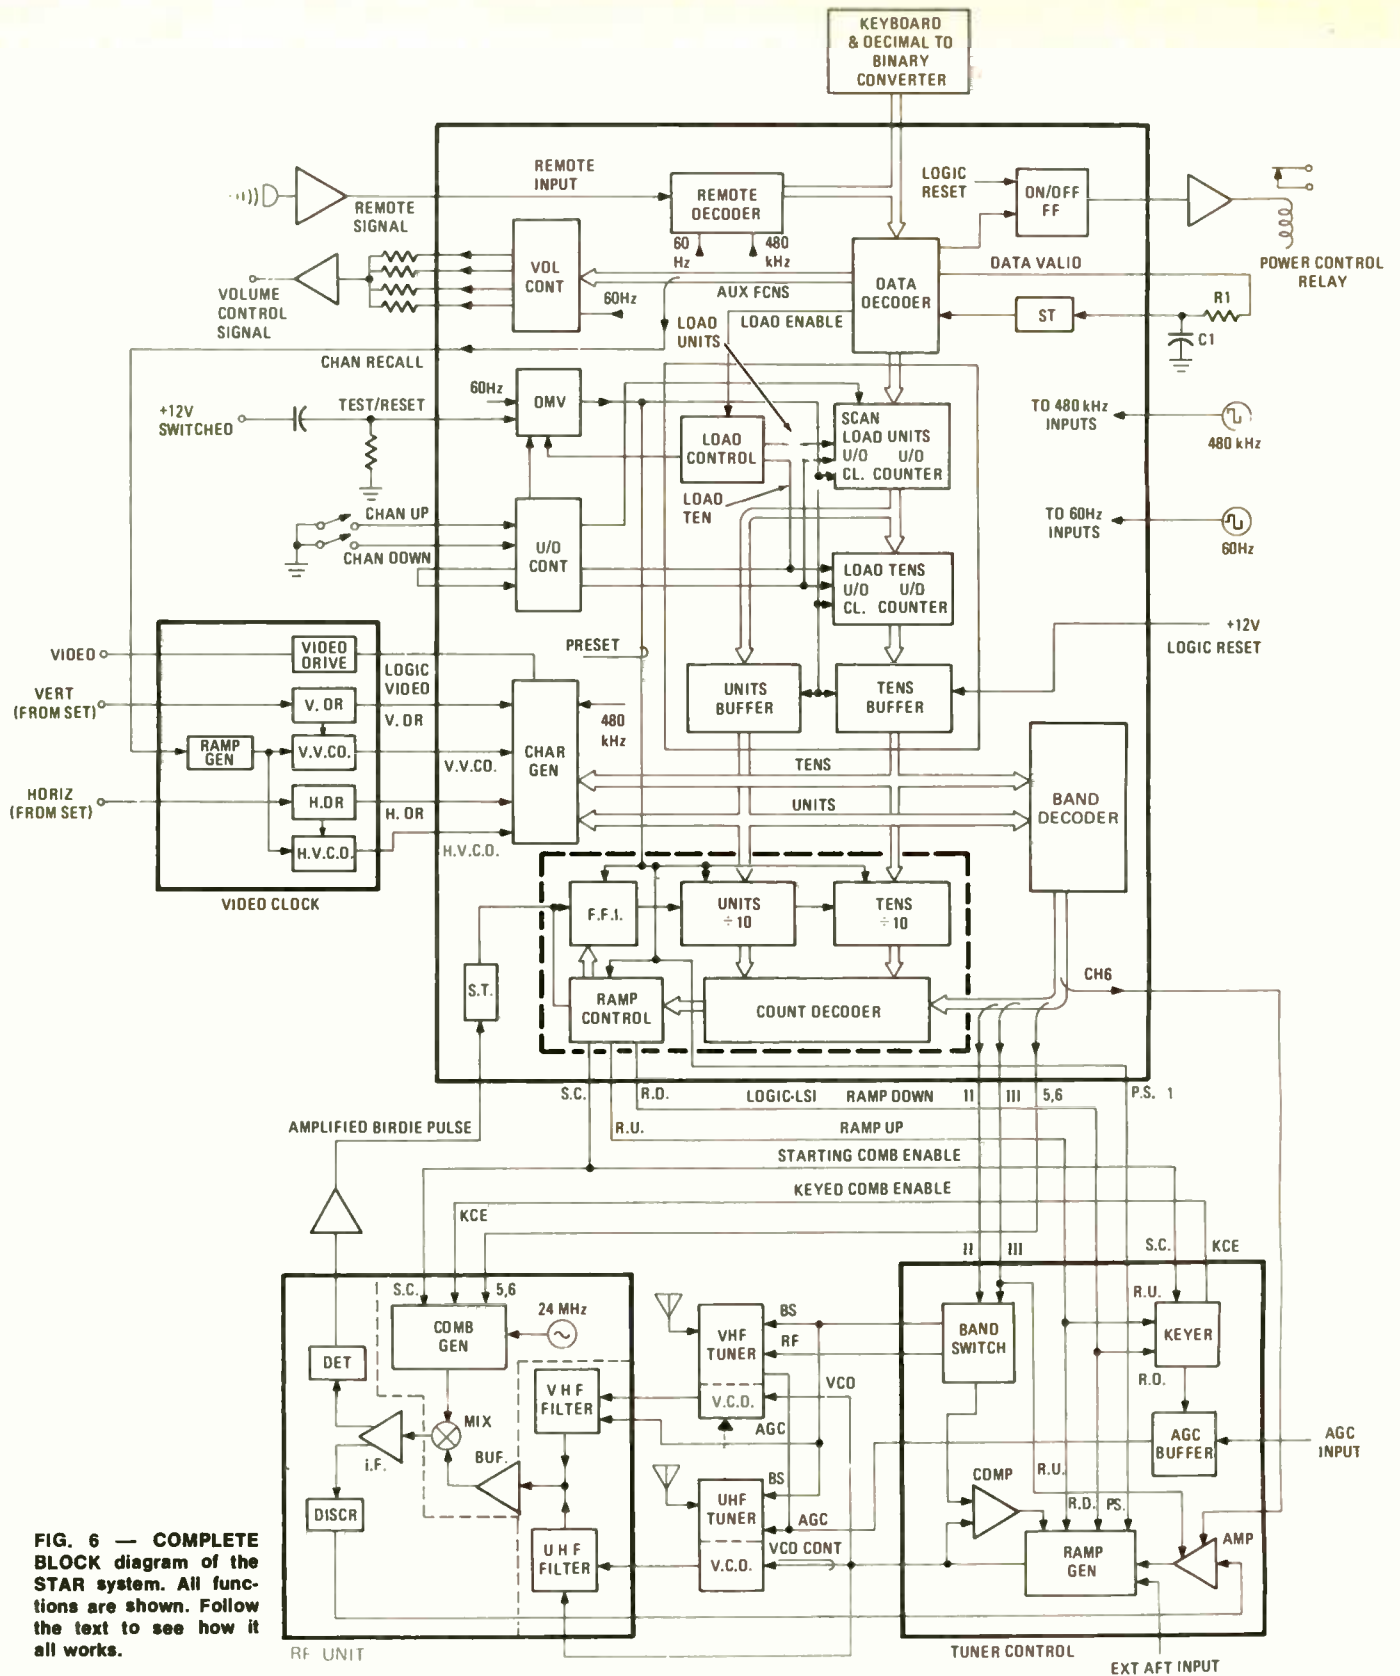 KEYBOARD
& DECIMAL TO
BINARY
CONVERTER
REMOTE
INPUT
REMOTE
SIGNAL
REMOTE
DECODER
60
Hz
480
kHz
LOGIC
RESET
ON/OFF
FF
POWER CONTROL
RELAY
VOL
CONT
60Hz
VOLUME
CONTROL
SIGNAL
AUX FCNS
DATA
DECODER
DATA VALID
ST
R1
C1
LOAD
UNITS
LOAD ENABLE
CHAN RECALL
60Hz
OMV
+12V
SWITCHED
TEST/RESET
LOAD
CONTROL
SCAN
LOAD UNITS
U/D U/D
CL. COUNTER
TO 480 kHz
INPUTS
480 kHz
LOAD
TEN
CHAN UP
CHAN DOWN
U/D
CONT
TO 60Hz
INPUTS
60Hz
LOAD TENS
U/D U/D
CL. COUNTER
+12V
LOGIC RESET
PRESET
VIDEO
VIDEO
DRIVE
LOGIC
VIDEO
VERT
(FROM SET)
V. DR
V. DR
RAMP
GEN
V.V.CO.
V.V.CO.
HORIZ
(FROM SET)
H.DR
H. DR
H.V.C.O.
H.V.C.O.
VIDEO CLOCK
CHAR
GEN
480
kHz
UNITS
BUFFER
TENS
BUFFER
TENS
UNITS
BAND
DECODER
F.F.I.
UNITS
÷10
TENS
÷10
S.T.
RAMP
CONTROL
COUNT DECODER
CH6
S.C.
R.D.
LOGIC-LSI
RAMP DOWN
II
III
5,6
P.S. 1
AMPLIFIED BIRDIE PULSE
R.U.
RAMP UP
STARTING COMB ENABLE
KEYED COMB ENABLE
KCE
II
III
S.C.
KCE
S.C.
5,6
COMB
GEN
24 MHz
DET
MIX
I.F.
BUF.
DISCR
VHF
FILTER
UHF
FILTER
RF UNIT
VHF
TUNER
V.C.O.
BS
RF
VCO
AGC
UHF
TUNER
V.C.O.
BS
AGC
VCO CONT
BAND
SWITCH
R.U.
KEYER
R.D.
AGC
BUFFER
AGC
INPUT
COMP
R.U.
R.D.
PS.
RAMP
GEN
AMP
TUNER CONTROL
EXT AFT INPUT
FIG. 6 — COMPLETE
BLOCK diagram of the
STAR system. All func-
tions are shown. Follow
the text to see how it
all works.